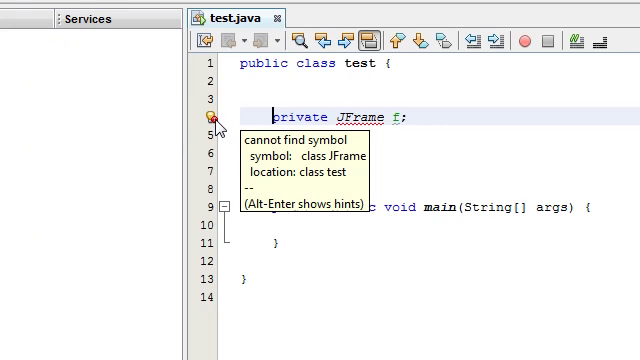 Services
test.java
1 public class test {
2
3
private JFrame f;
5
cannot find symbol
6
symbol: class JFrame
7
location: class test
8
--
(Alt-Enter shows hints)
9 c void main(String[] args) {
10
11 }
12
13 }
14